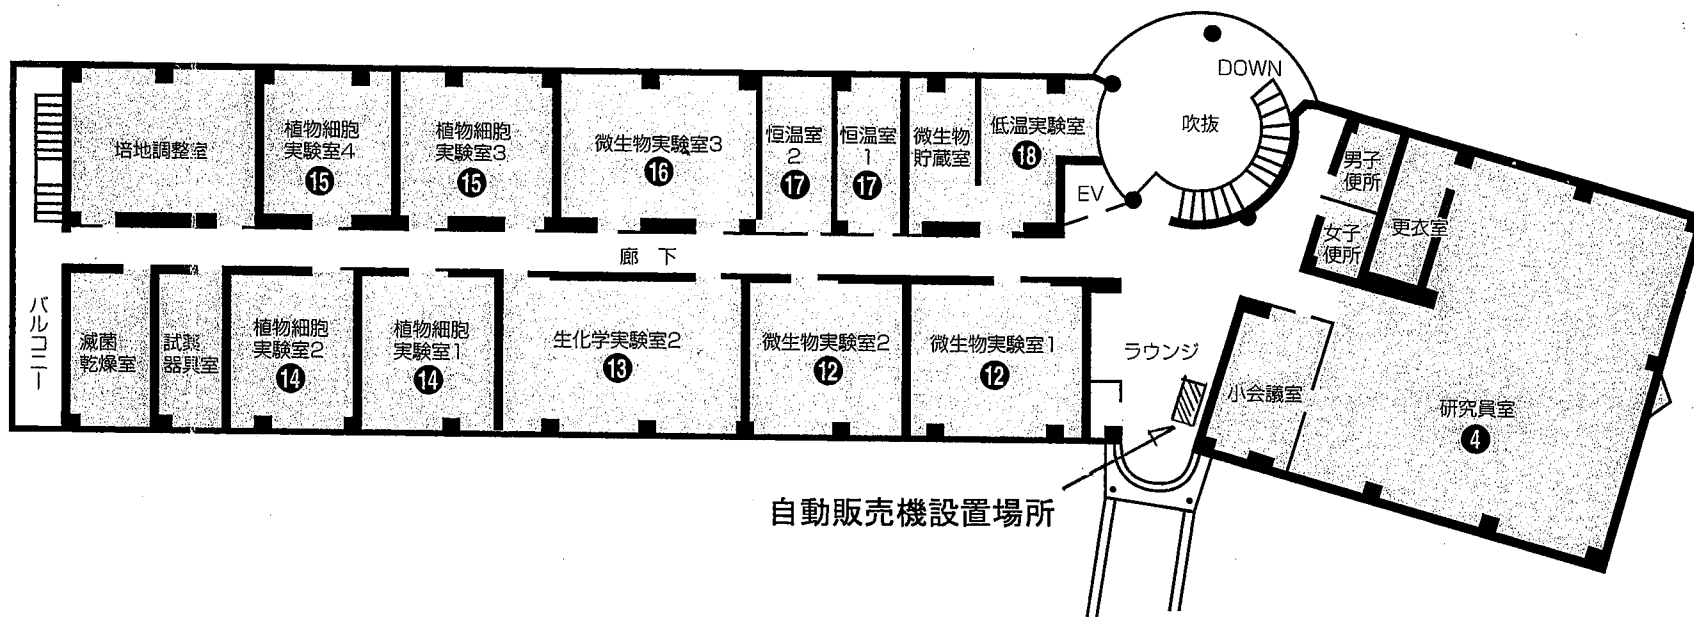 DOWN
吹抜
培地調整室
植物細胞
実験室4
15
植物細胞
実験室3
15
微生物実験室3
16
恒温室
2
17
恒温室
1
17
微生物
貯蔵室
低温実験室
18
EV
男子
便所
女子
便所
更衣室
廊下
バルコニー
滅菌
乾燥室
試薬
器具室
植物細胞
実験室2
14
植物細胞
実験室1
14
生化学実験室2
13
微生物実験室2
12
微生物実験室1
12
ラウンジ
小会議室
研究員室
4
自動販売機設置場所